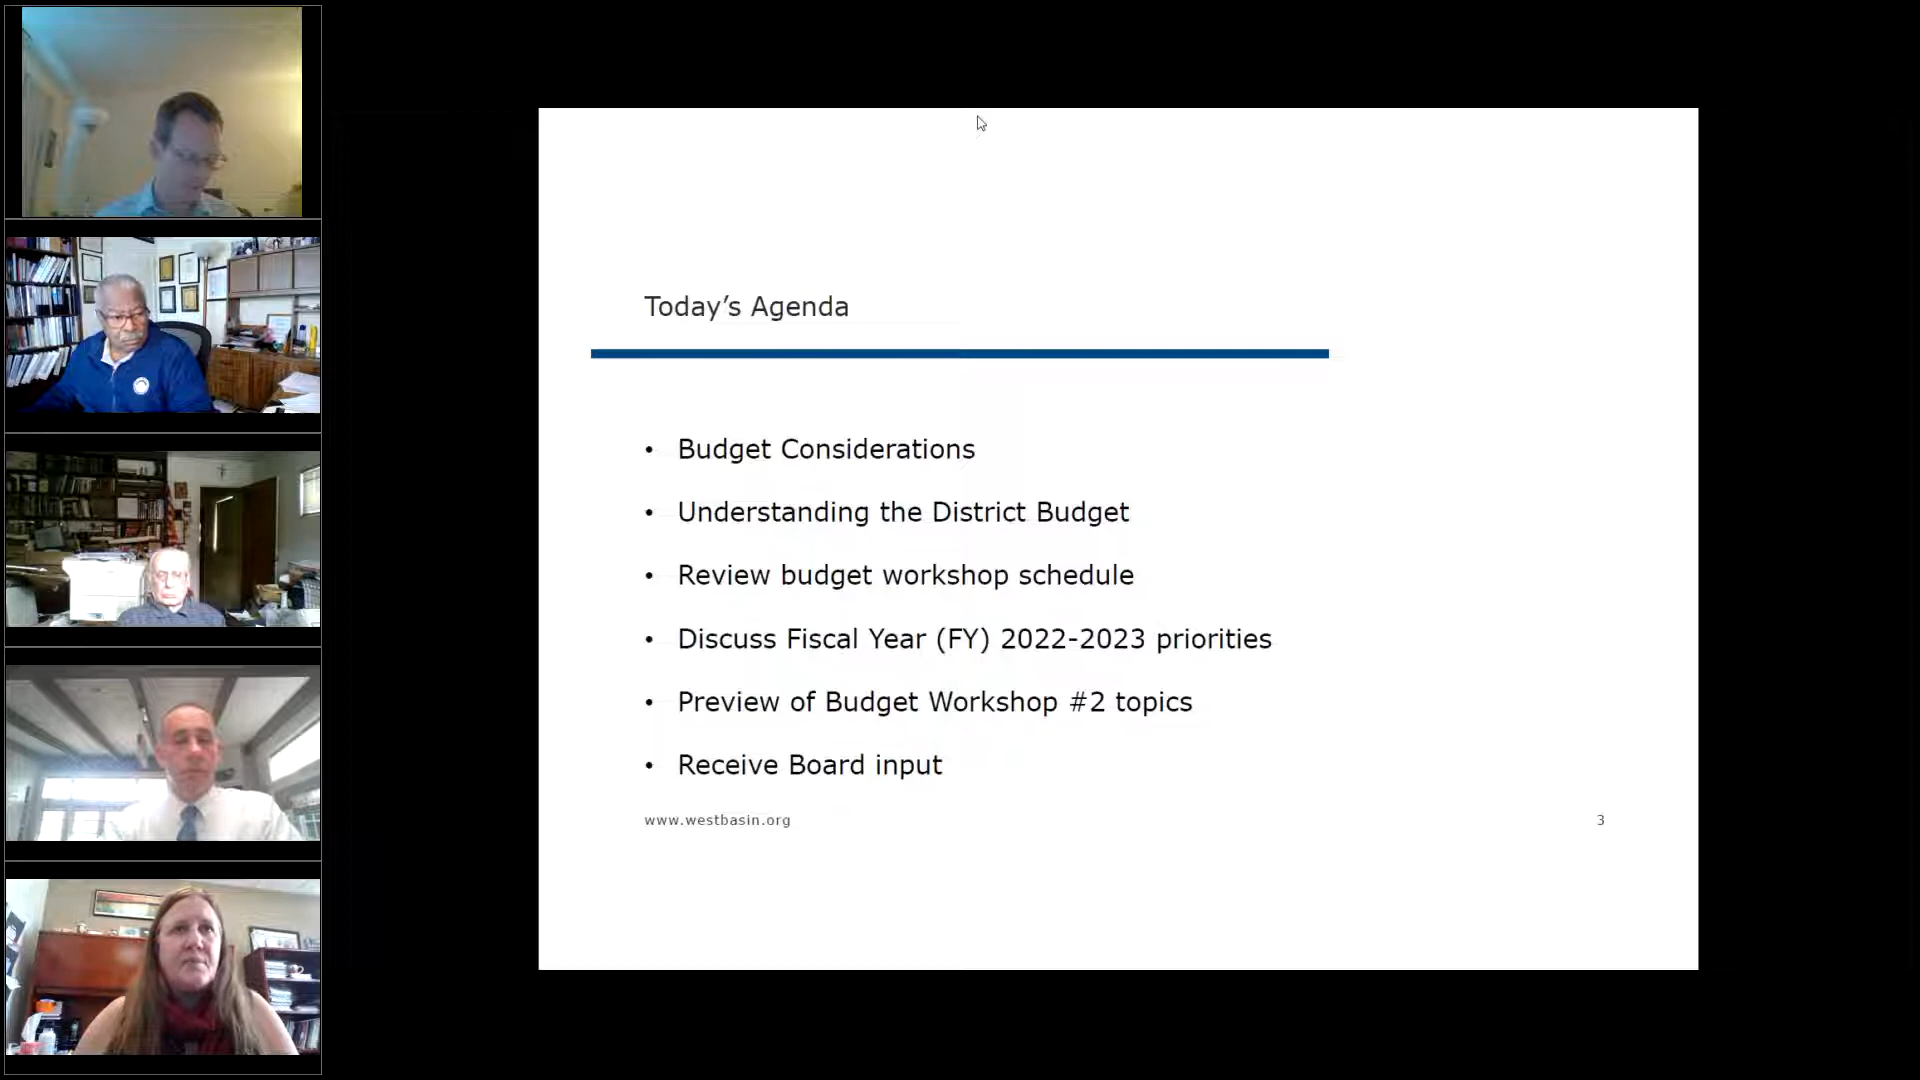 Today’s Agenda
• Budget Considerations
• Understanding the District Budget
• Review budget workshop schedule
• Discuss Fiscal Year (FY) 2022-2023 priorities
• Preview of Budget Workshop #2 topics
• Receive Board input
www.westbasin.org
3